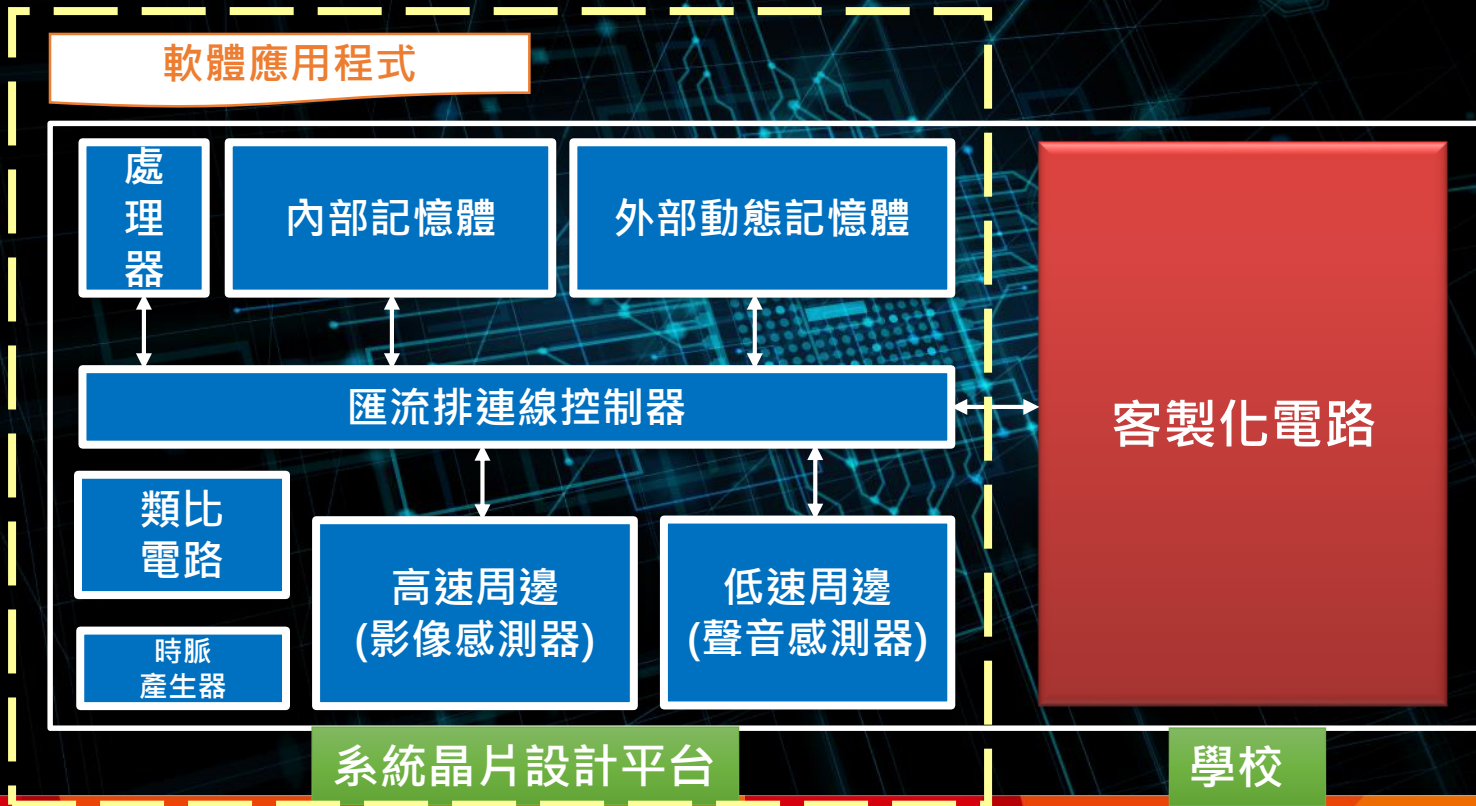 軟體應用程式
處
理
器
內部記憶體
外部動態記憶體
匯流排連線控制器
客製化電路
類比
電路
高速周邊
(影像感測器)
低速周邊
(聲音感測器)
時脈
產生器
系統晶片設計平台
學校